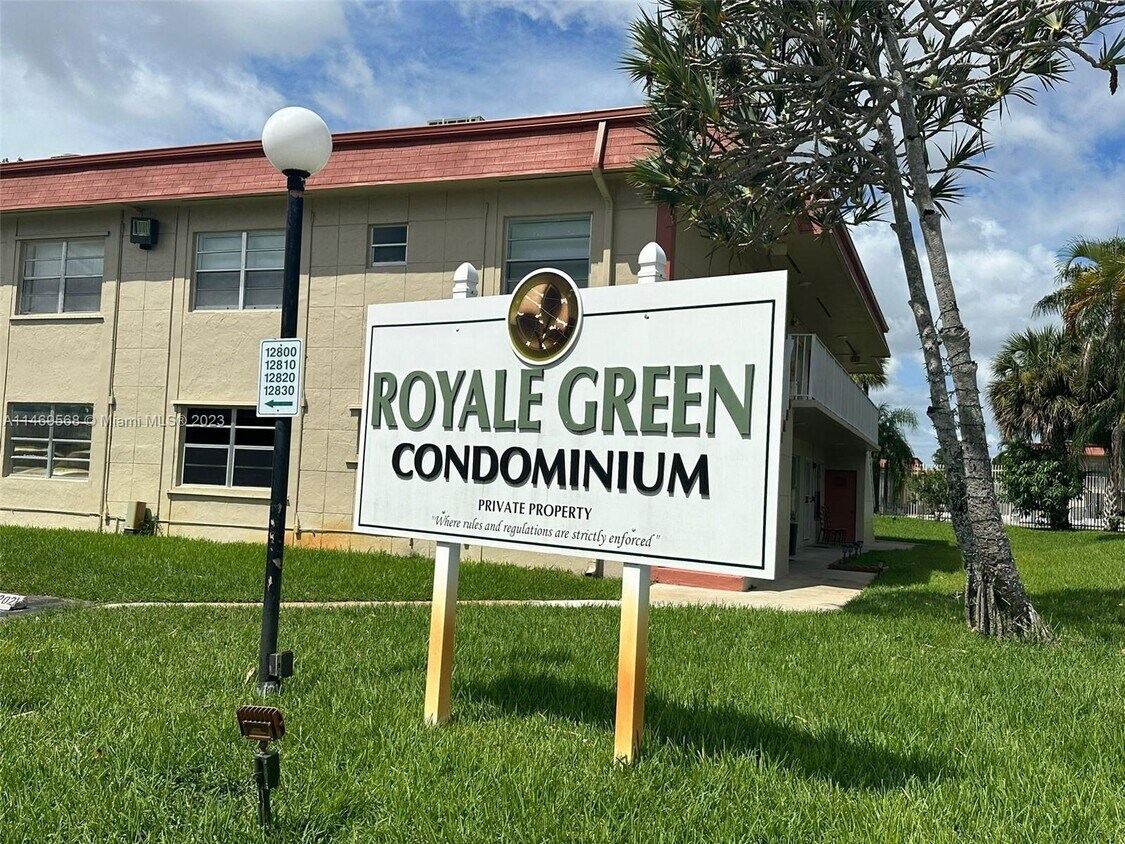 12800
12810
12820
12830
ROYALE GREEN
CONDOMINIUM
PRIVATE PROPERTY
"Where rules and regulations are strictly enforced"
A11469568 © Miami MLS® 2023